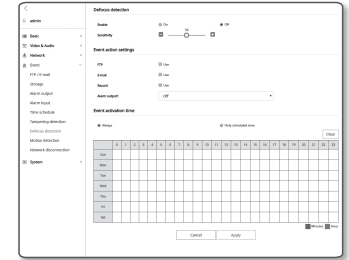 admin
Basic
Video & Audio
Network
Event
FTP / E-mail
Storage
Alarm output
Alarm input
Time schedule
Tampering detection
Defocus detection
Motion detection
Network disconnection
System
Defocus detection
Enable
On
Off
Sensitivity
50
Event action settings
FTP
Use
E-mail
Use
Record
Use
Alarm output
Off
Event activation time
Always
Only scheduled time
Clear
0 1 2 3 4 5 6 7 8 9 10 11 12 13 14 15 16 17 18 19 20 21 22 23
Sun
Mon
Tue
Wed
Thu
Fri
Sat
Minutes
Hour
Cancel
Apply